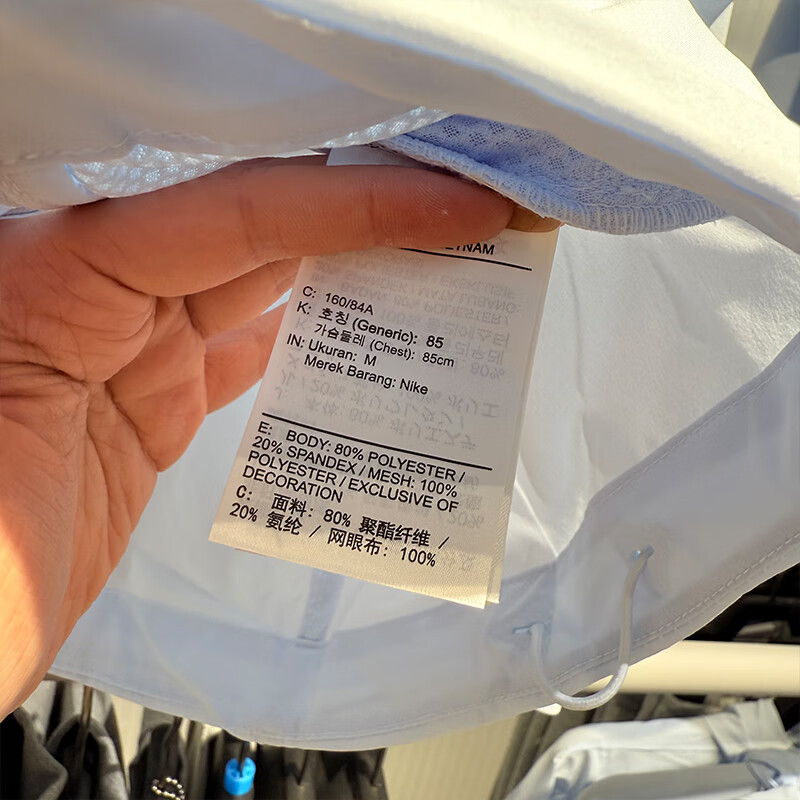 C: 160/84A
K: 호칭 (Generic): 85
가슴둘레 (Chest): 85cm
IN: Ukuran: M
Merek Barang: Nike
E: BODY: 80% POLYESTER /
20% SPANDEX / MESH: 100%
POLYESTER / EXCLUSIVE OF
DECORATION
C: 面料: 80% 聚酯纤维 /
20% 氨纶 / 网眼布: 100%